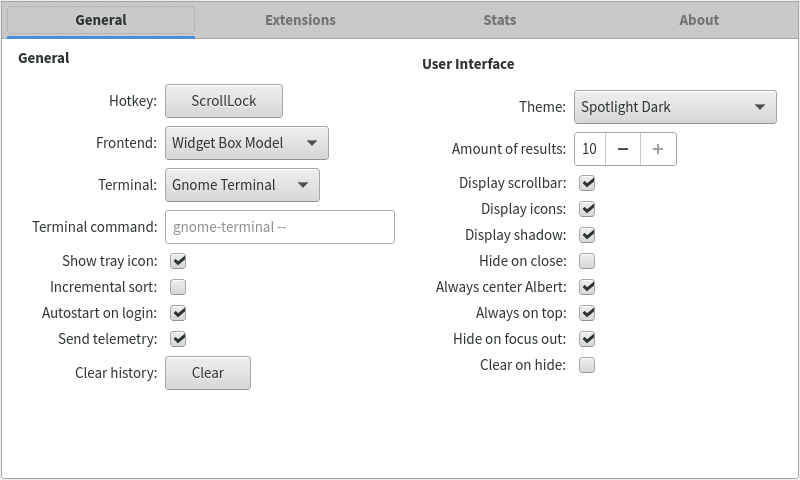 General Extensions Stats About
General
Hotkey: ScrollLock
Frontend: Widget Box Model
Terminal: Gnome Terminal
Terminal command: gnome-terminal --
Show tray icon:
Incremental sort:
Autostart on login:
Send telemetry:
Clear history: Clear
User Interface
Theme: Spotlight Dark
Amount of results: 10 − +
Display scrollbar:
Display icons:
Display shadow:
Hide on close:
Always center Albert:
Always on top:
Hide on focus out:
Clear on hide: